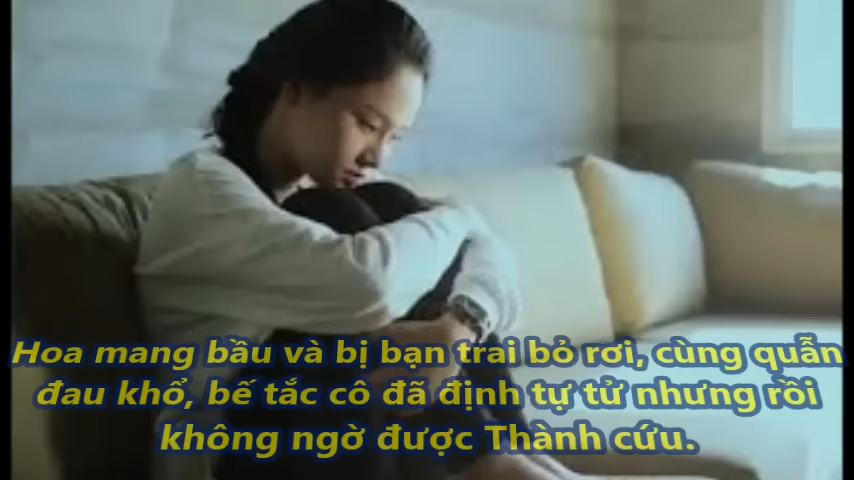 Hoa mang bầu và bị bạn trai bỏ rơi, cùng quẫn
đau khổ, bế tắc cô đã định tự tử nhưng rồi
không ngờ được Thành cứu.